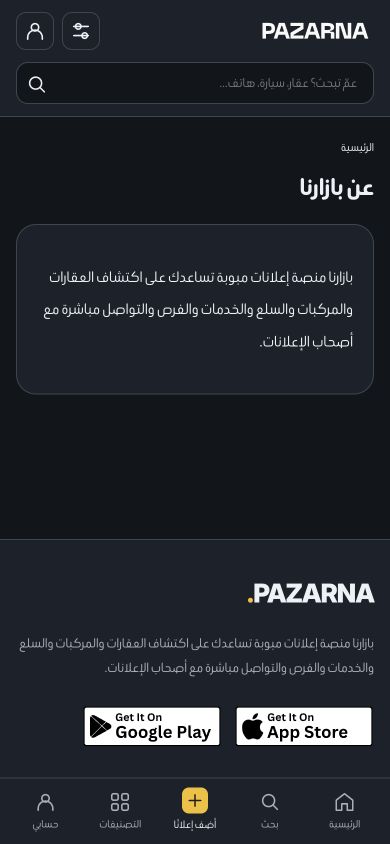 PAZARNA
عمّ تبحث؟ عقار، سيارة، هاتف...
الرئيسية
عن بازارنا
بازارنا منصة إعلانات مبوبة تساعدك على اكتشاف العقارات
والمركبات والسلع والخدمات والفرص والتواصل مباشرة مع
أصحاب الإعلانات.
PAZARNA.
بازارنا منصة إعلانات مبوبة تساعدك على اكتشاف العقارات والمركبات والسلع
والخدمات والفرص والتواصل مباشرة مع أصحاب الإعلانات.
Get It On
App Store
Get It On
Google Play
الرئيسية
بحث
أضف إعلانًا
التصنيفات
حسابي